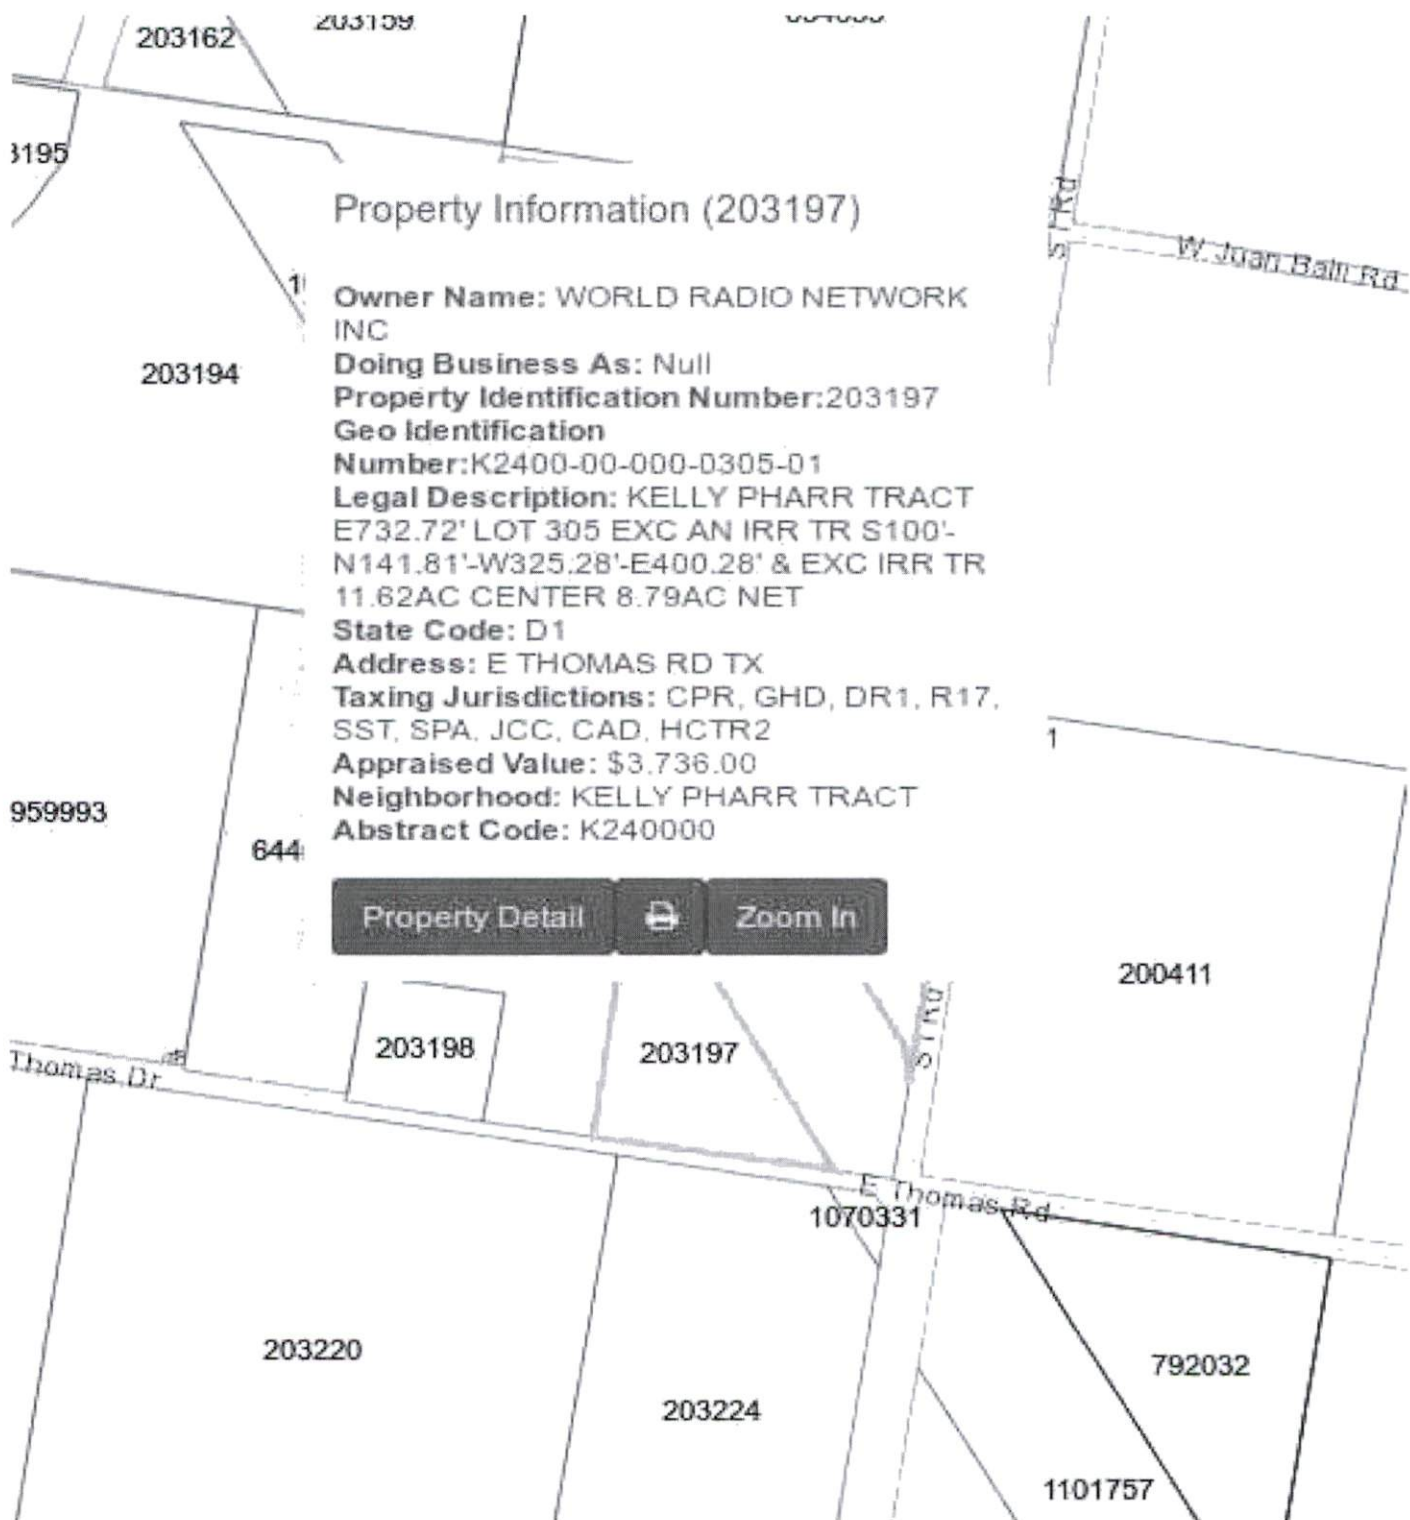 203162
203159
3195
S I Rd
W Juan Balli Rd
Property Information (203197)
Owner Name: WORLD RADIO NETWORK
INC
Doing Business As: Null
Property Identification Number:203197
Geo Identification
Number:K2400-00-000-0305-01
Legal Description: KELLY PHARR TRACT
E732.72' LOT 305 EXC AN IRR TR S100'-
N141.81'-W325.28'-E400.28' & EXC IRR TR
11.62AC CENTER 8.79AC NET
State Code: D1
Address: E THOMAS RD TX
Taxing Jurisdictions: CPR, GHD, DR1, R17,
SST, SPA, JCC, CAD, HCTR2
Appraised Value: $3,736.00
Neighborhood: KELLY PHARR TRACT
Abstract Code: K240000
Property Detail
Zoom In
203194
1
959993
644
200411
203198
203197
S I Rd
Thomas Dr
E Thomas Rd
1070331
203220
203224
792032
1101757